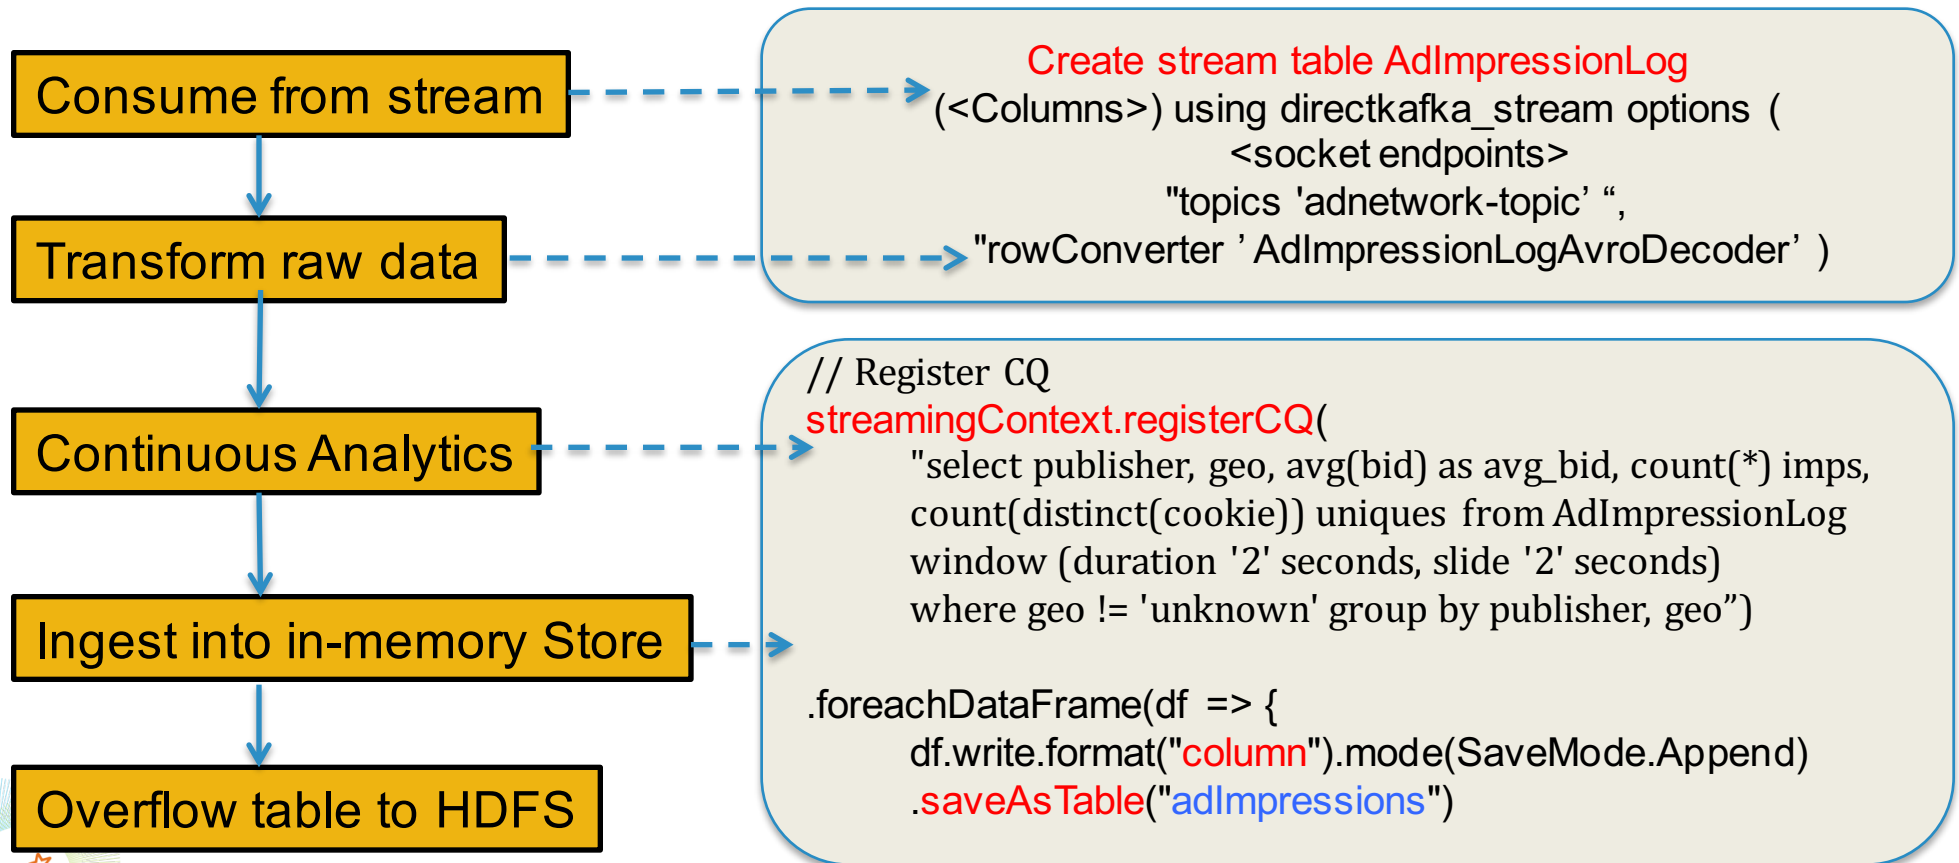 Consume from stream
Transform raw data
Continuous Analytics
Ingest into in-memory Store
Overflow table to HDFS
Create stream table AdImpressionLog
(<Columns>) using directkafka_stream options (
<socket endpoints>
"topics 'adnetwork-topic’ “,
"rowConverter ’ AdImpressionLogAvroDecoder’ )
// Register CQ
streamingContext.registerCQ(
"select publisher, geo, avg(bid) as avg_bid, count(*) imps,
count(distinct(cookie)) uniques from AdImpressionLog
window (duration '2' seconds, slide '2' seconds)
where geo != 'unknown' group by publisher, geo”)
.foreachDataFrame(df => {
df.write.format("column").mode(SaveMode.Append)
.saveAsTable("adImpressions")